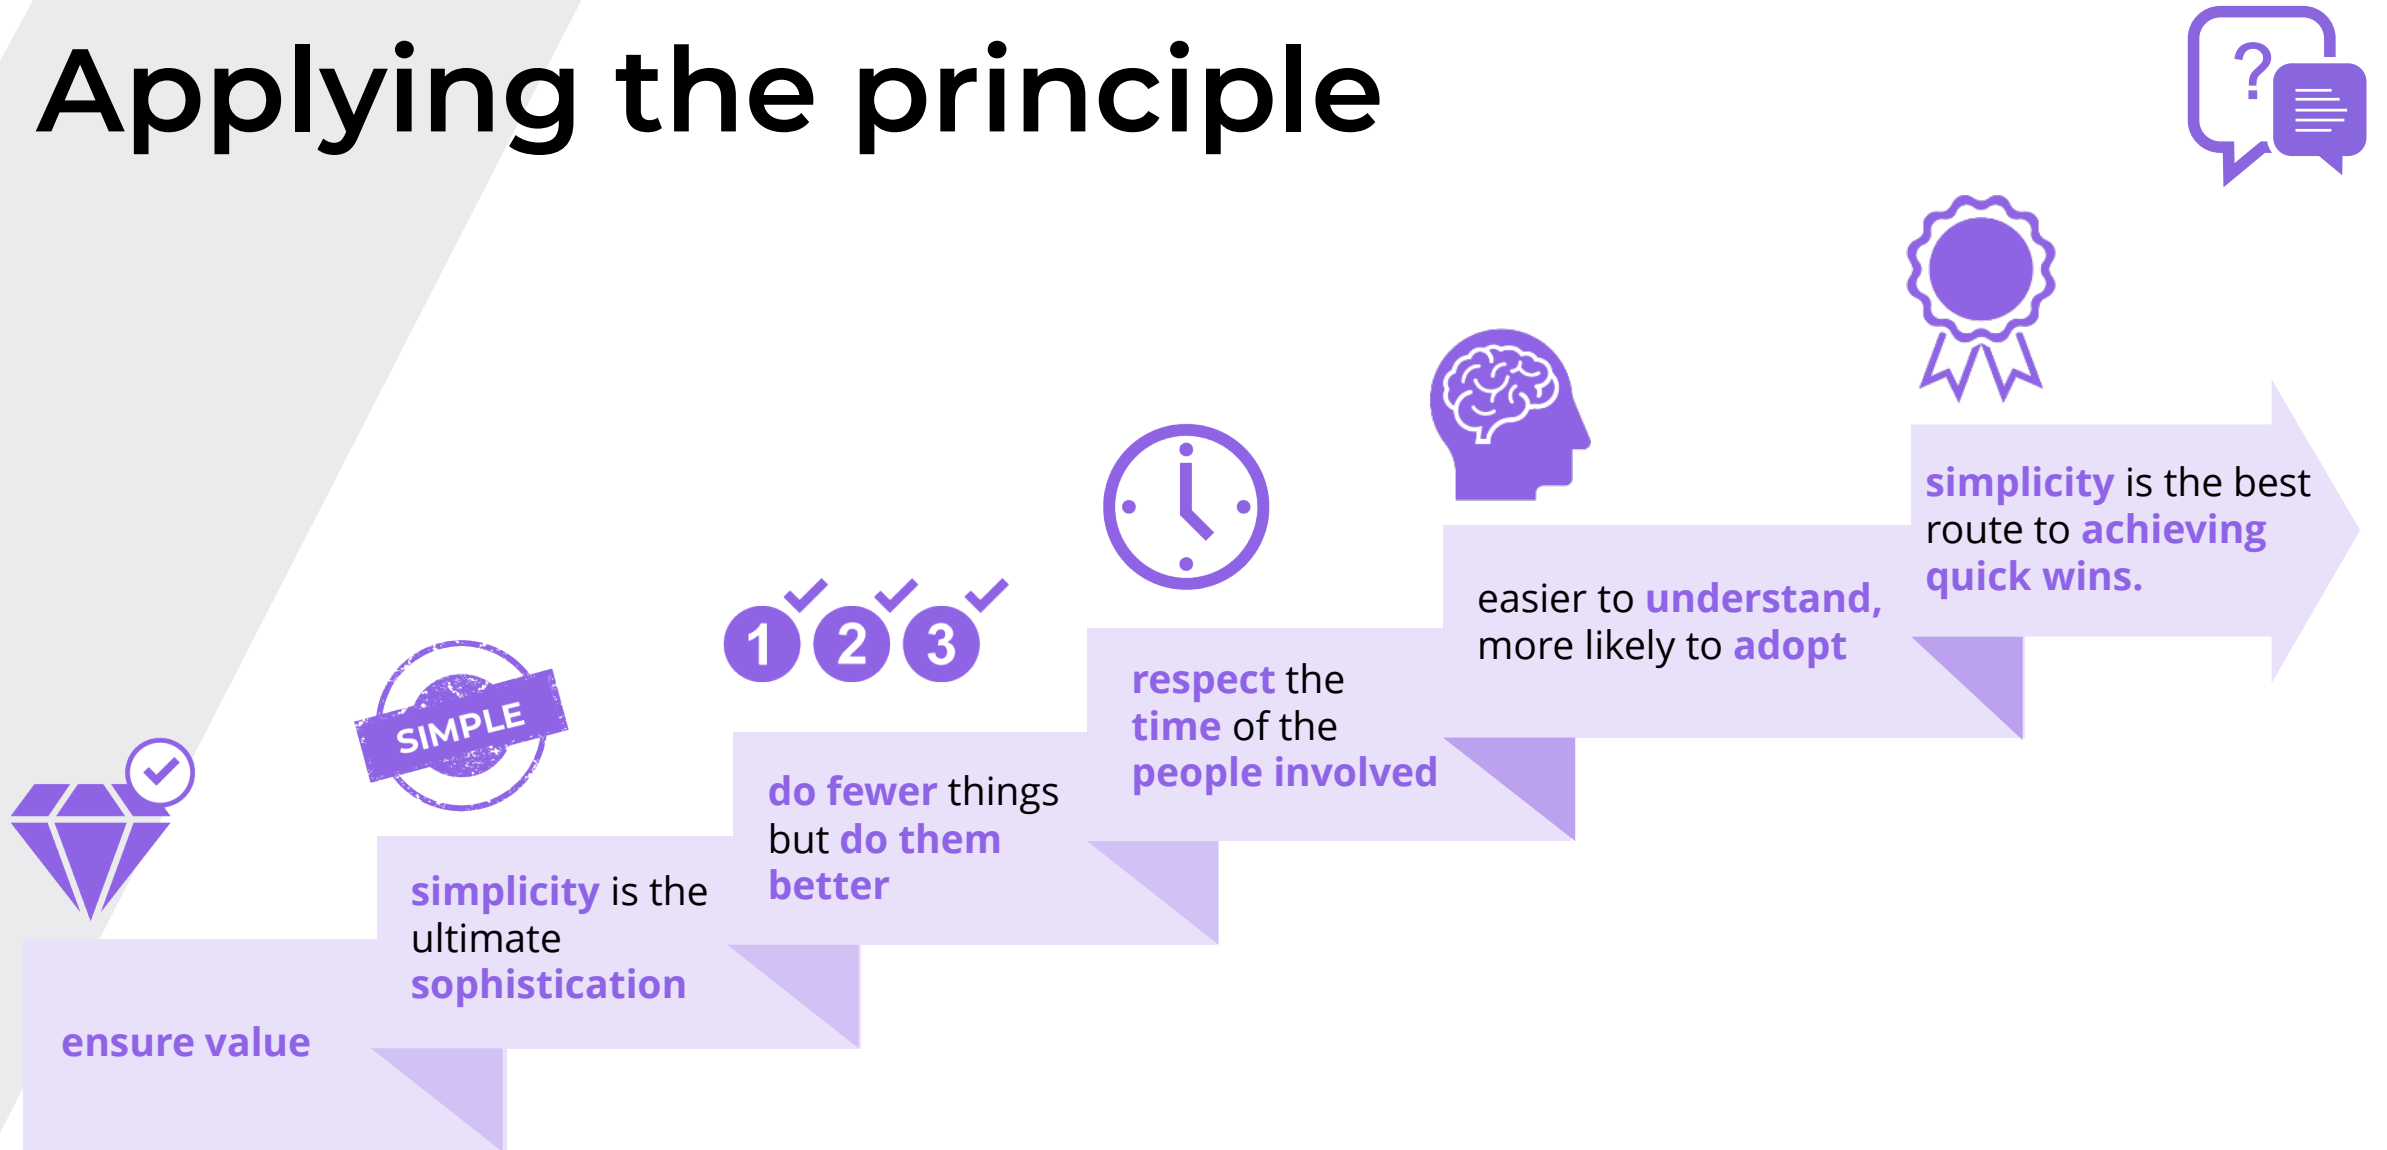 Applying the principle
?
ensure value
SIMPLE
simplicity is the
ultimate
sophistication
1 2 3
do fewer things
but do them
better
respect the
time of the
people involved
easier to understand,
more likely to adopt
simplicity is the best
route to achieving
quick wins.